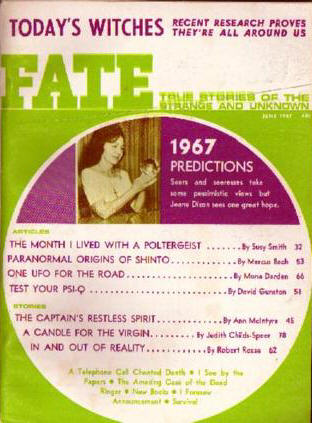 TODAY'S WITCHES RECENT RESEARCH PROVES
THEY'RE ALL AROUND US
FATE
TRUE STORIES OF THE
STRANGE AND UNKNOWN
JUNE 1967
1967
PREDICTIONS
Seers and seeresses take
some pessimistic views but
Jeane Dixon sees one great hope.
ARTICLES
THE MONTH I LIVED WITH A POLTERGEIST ........By Susy Smith 32
PARANORMAL ORIGINS OF SHINTO..........By Marcus Bach 53
ONE UFO FOR THE ROAD.................By Mona Darden 66
TEST YOUR PSI-Q .......................By David Gunston 51
STORIES
THE CAPTAIN'S RESTLESS SPIRIT.........By Ann McIntyre 45
A CANDLE FOR THE VIRGIN.......By Judith Childs-Speer 78
IN AND OUT OF REALITY..............By Robert Rossa 62
A Telephone Call Cheated Death • I Saw by the
Papers • The Amazing Case of the Dead
Ringer • New Books • I Foresaw
Announcement • Survival